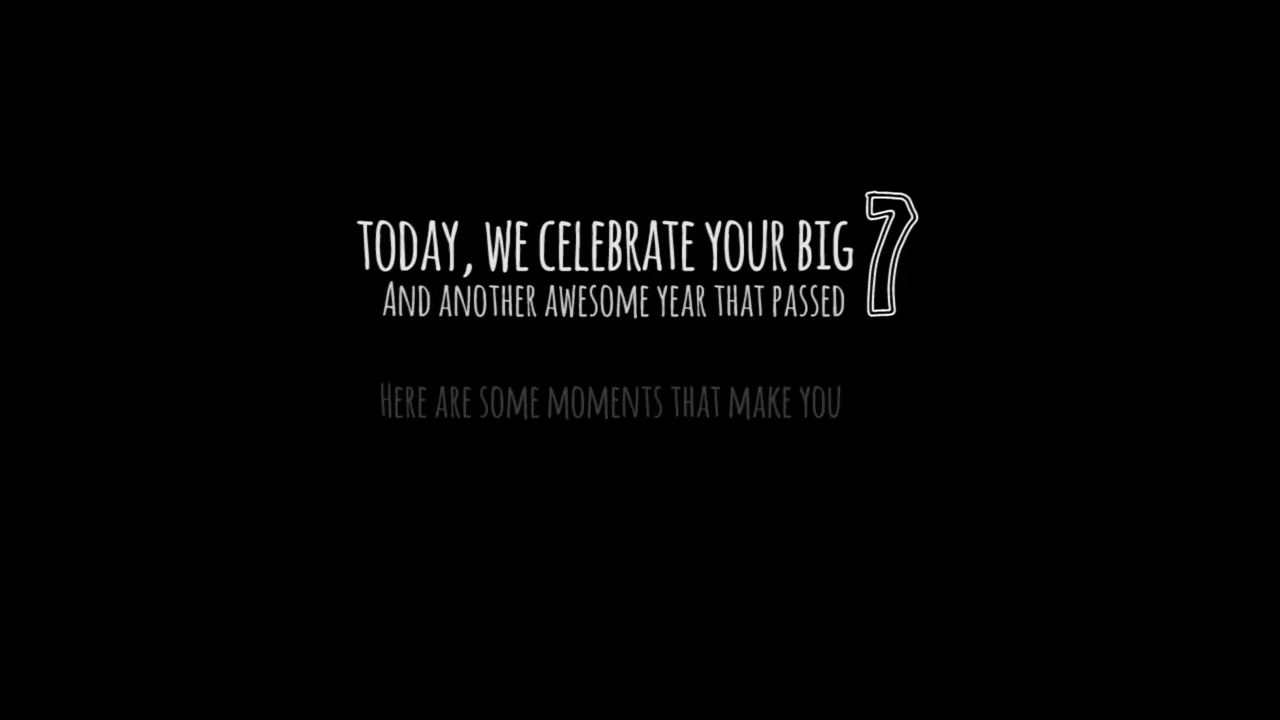 TODAY, WE CELEBRATE YOUR BIG 7
AND ANOTHER AWESOME YEAR THAT PASSED
HERE ARE SOME MOMENTS THAT MAKE YOU